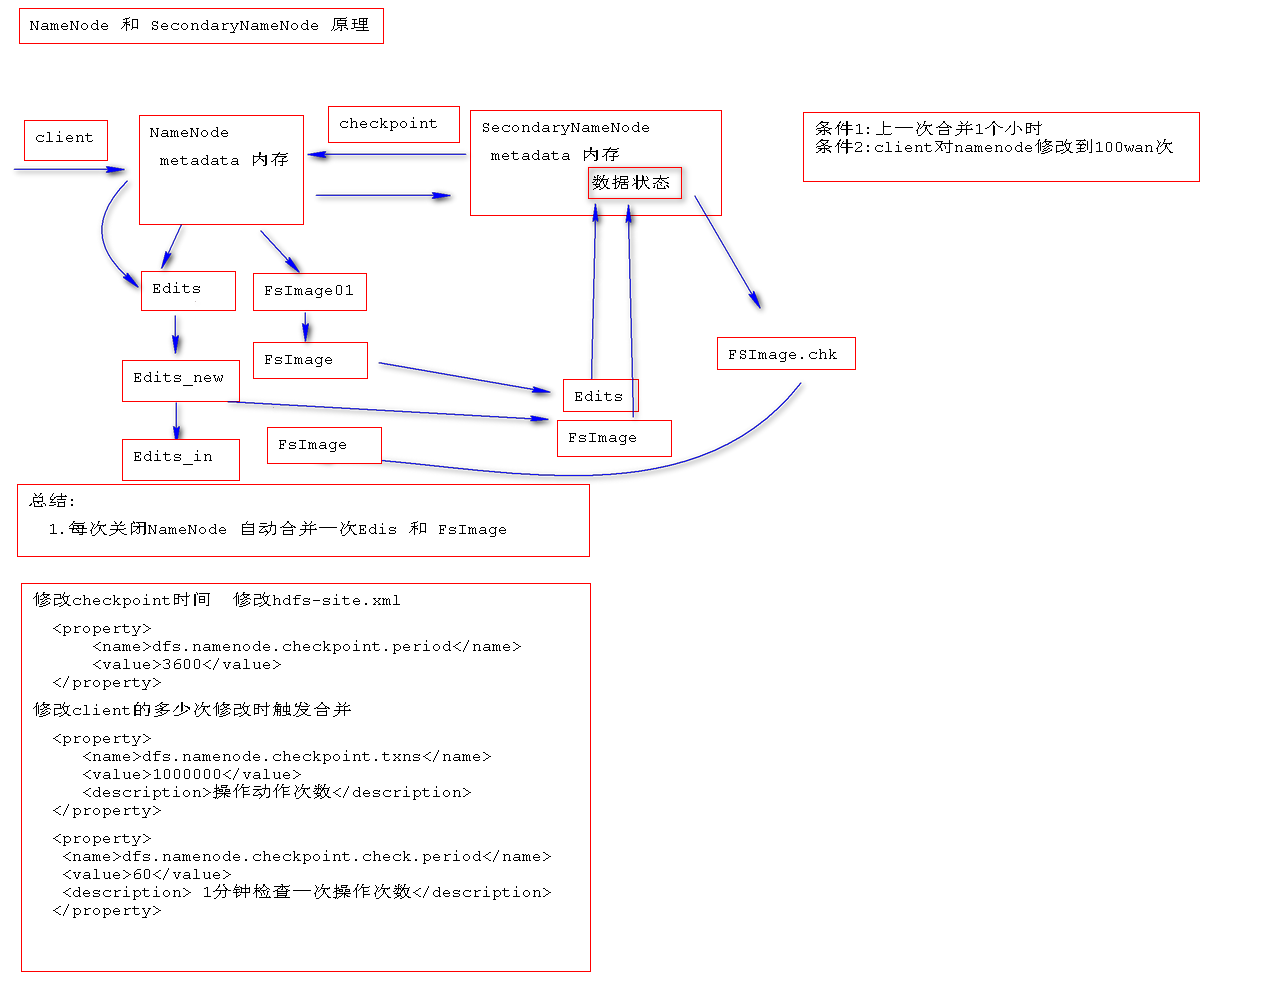 NameNode 和 SecondaryNameNode 原理
client
NameNode
metadata 内存
checkpoint
SecondaryNameNode
metadata 内存
数据状态
条件1:上一次合并1个小时
条件2:client对namenode修改到100wan次
Edits
FsImage01
Edits_new
FsImage
Edits_in
FsImage
Edits
FsImage
FSImage.chk
总结:
1.每次关闭NameNode 自动合并一次Edis 和 FsImage
修改checkpoint时间 修改hdfs-site.xml
<property>
<name>dfs.namenode.checkpoint.period</name>
<value>3600</value>
</property>
修改client的多少次修改时触发合并
<property>
<name>dfs.namenode.checkpoint.txns</name>
<value>1000000</value>
<description>操作动作次数</description>
</property>
<property>
<name>dfs.namenode.checkpoint.check.period</name>
<value>60</value>
<description> 1分钟检查一次操作次数</description>
</property>